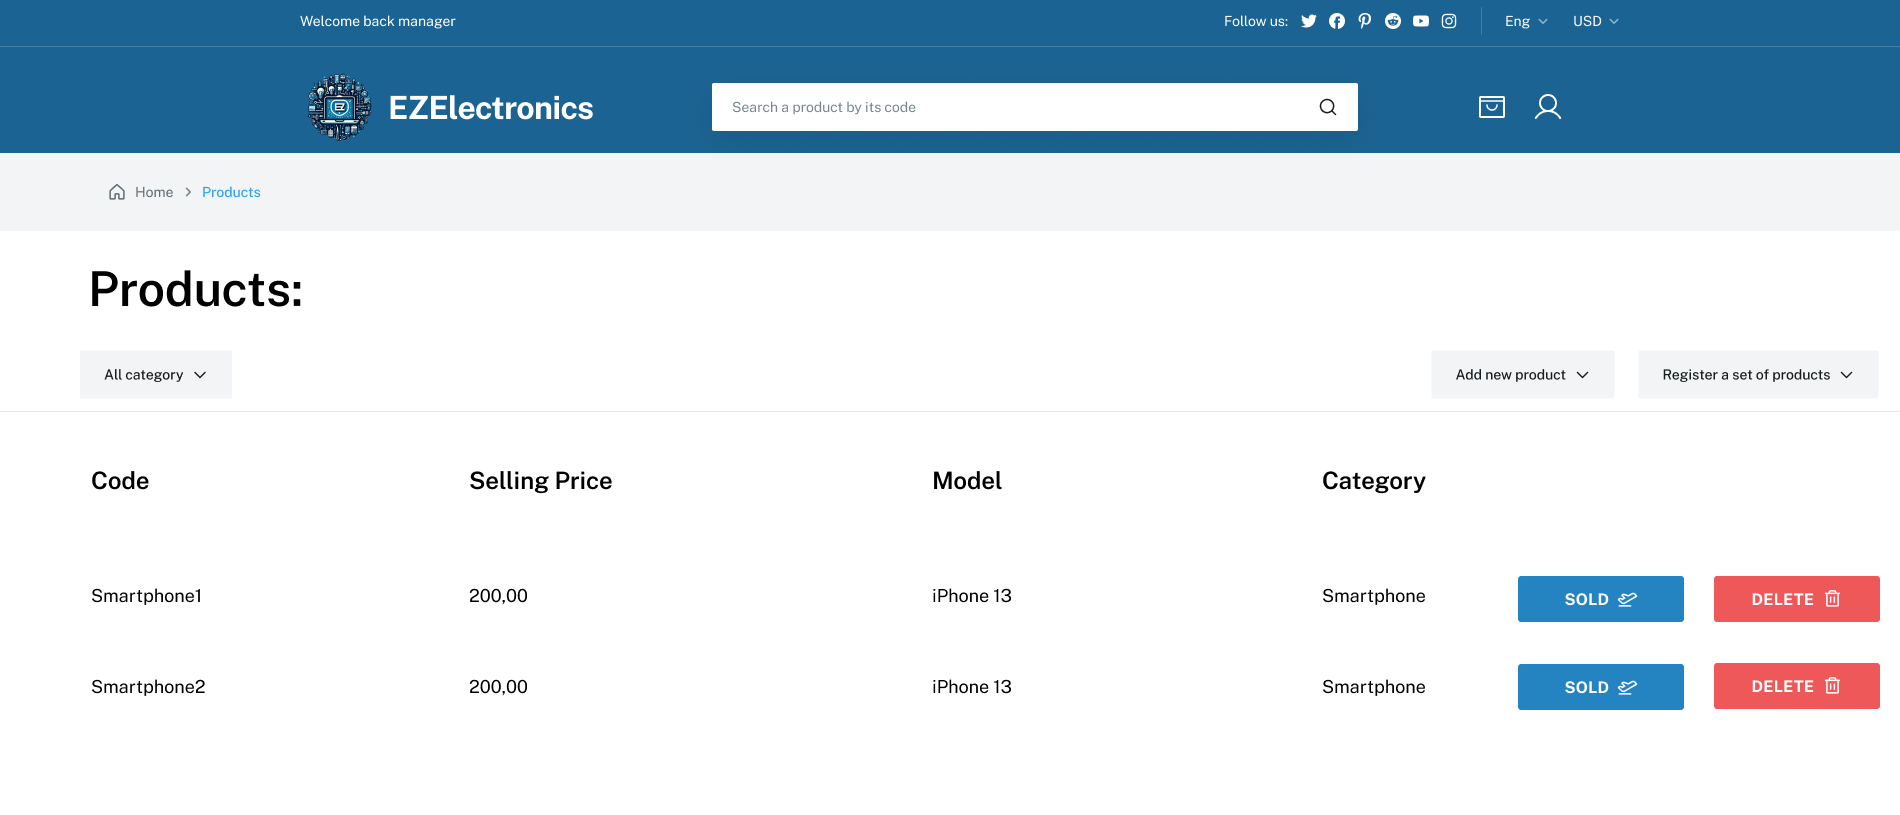 Welcome back manager
Follow us:
Eng
USD
EZ
EZElectronics
Search a product by its code
Home
Products
Products:
All category
Add new product
Register a set of products
Code Selling Price Model Category
Smartphone1 200,00 iPhone 13 Smartphone SOLD DELETE
Smartphone2 200,00 iPhone 13 Smartphone SOLD DELETE